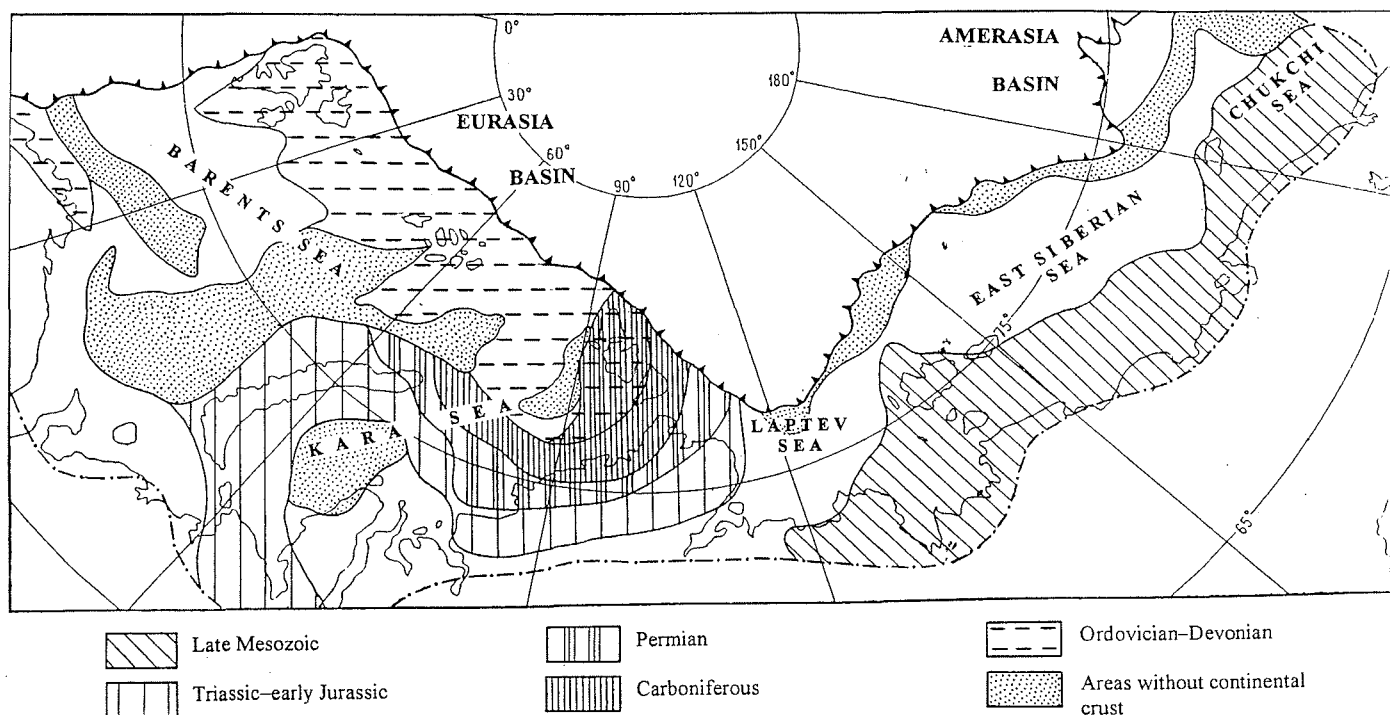 0°
30°
60°
90°
120°
150°
180°
AMERASIA
BASIN
EURASIA
BASIN
BARENTS SEA
KARA SEA
LAPTEV
SEA
EAST SIBERIAN
SEA
CHUKCHI
SEA
75°
65°
Late Mesozoic
Triassic–early Jurassic
Permian
Carboniferous
Ordovician–Devonian
Areas without continental
crust